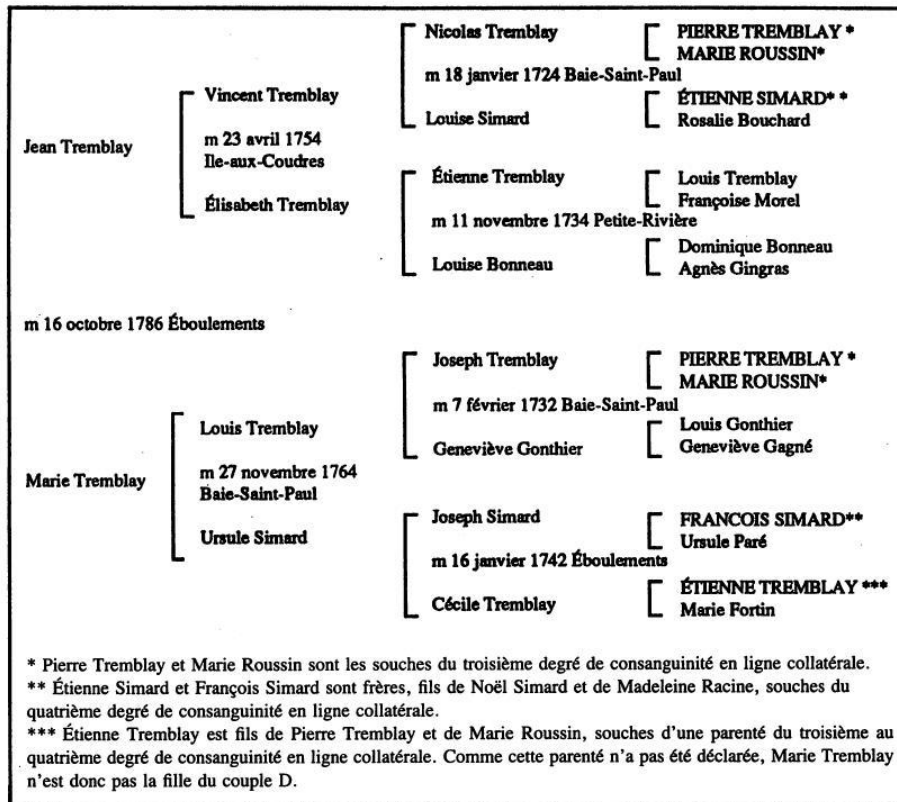 Nicolas Tremblay
PIERRE TREMBLAY *
MARIE ROUSSIN*
m 18 janvier 1724 Baie-Saint-Paul
Vincent Tremblay
Louise Simard
ÉTIENNE SIMARD* *
Rosalie Bouchard
Jean Tremblay
m 23 avril 1754
Ile-aux-Coudres
Élisabeth Tremblay
Étienne Tremblay
Louis Tremblay
Françoise Morel
m 11 novembre 1734 Petite-Rivière
Louise Bonneau
Dominique Bonneau
Agnès Gingras
m 16 octobre 1786 Éboulements
Joseph Tremblay
PIERRE TREMBLAY *
MARIE ROUSSIN*
m 7 février 1732 Baie-Saint-Paul
Louis Tremblay
Geneviève Gonthier
Louis Gonthier
Geneviève Gagné
Marie Tremblay
m 27 novembre 1764
Baie-Saint-Paul
Ursule Simard
Joseph Simard
FRANCOIS SIMARD**
Ursule Paré
m 16 janvier 1742 Éboulements
Cécile Tremblay
ÉTIENNE TREMBLAY ***
Marie Fortin
* Pierre Tremblay et Marie Roussin sont les souches du troisième degré de consanguinité en ligne collatérale.
** Étienne Simard et François Simard sont frères, fils de Noël Simard et de Madeleine Racine, souches du
quatrième degré de consanguinité en ligne collatérale.
*** Étienne Tremblay est fils de Pierre Tremblay et de Marie Roussin, souches d'une parenté du troisième au
quatrième degré de consanguinité en ligne collatérale. Comme cette parenté n'a pas été déclarée, Marie Tremblay
n'est donc pas la fille du couple D.